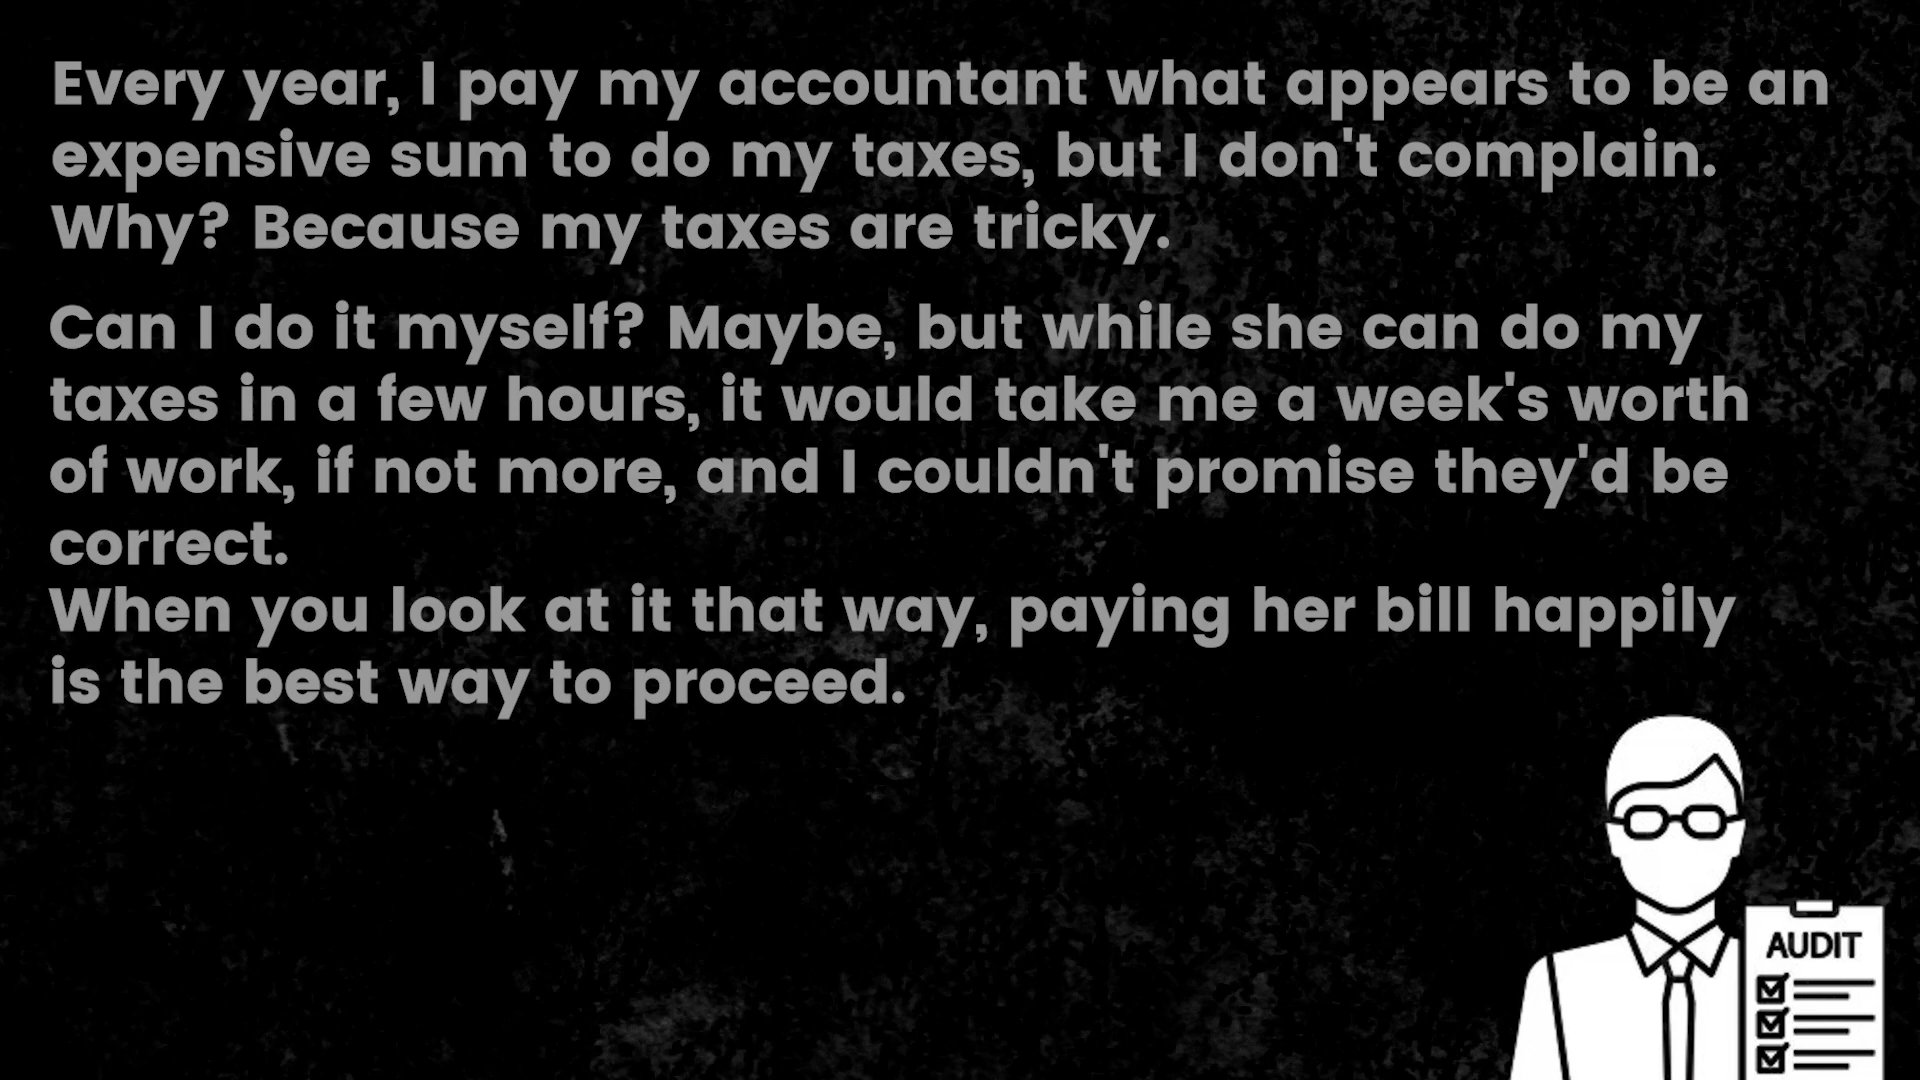 Every year, I pay my accountant what appears to be an
expensive sum to do my taxes, but I don't complain.
Why? Because my taxes are tricky.
Can I do it myself? Maybe, but while she can do my
taxes in a few hours, it would take me a week's worth
of work, if not more, and I couldn't promise they'd be
correct.
When you look at it that way, paying her bill happily
is the best way to proceed.
AUDIT